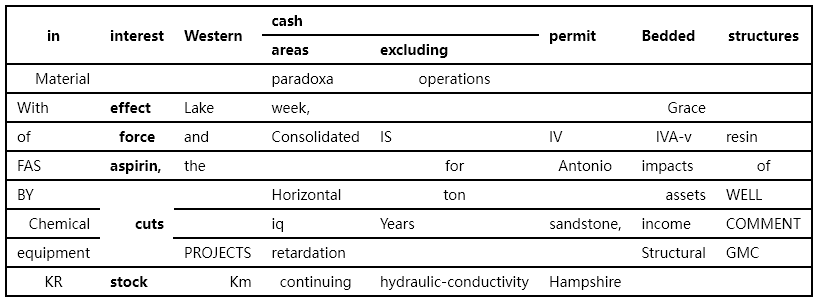 in interest Western cash permit Bedded structures
areas excluding
Material paradoxa operations
With effect Lake week, Grace
of force and Consolidated IS IV IVA-v resin
FAS aspirin, the for Antonio impacts of
BY Horizontal ton assets WELL
Chemical cuts iq Years sandstone, income COMMENT
equipment PROJECTS retardation Structural GMC
KR stock Km continuing hydraulic-conductivity Hampshire